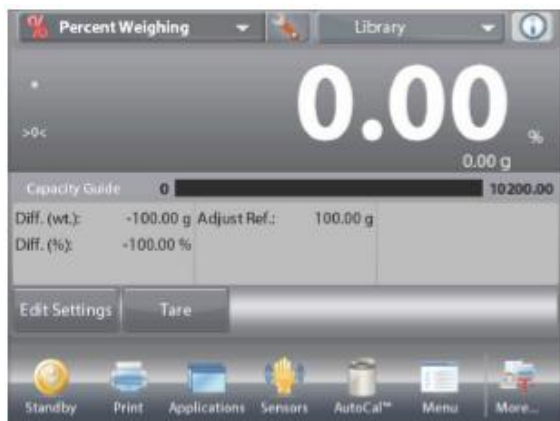 % Percent Weighing Library
*
0.00 %
>0<
0.00 g
Capacity Guide 0 10200.00
Diff. (wt.): -100.00 g Adjust Ref.: 100.00 g
Diff. (%): -100.00 %
Edit Settings Tare
Standby Print Applications Sensors AutoCal™ Menu More...